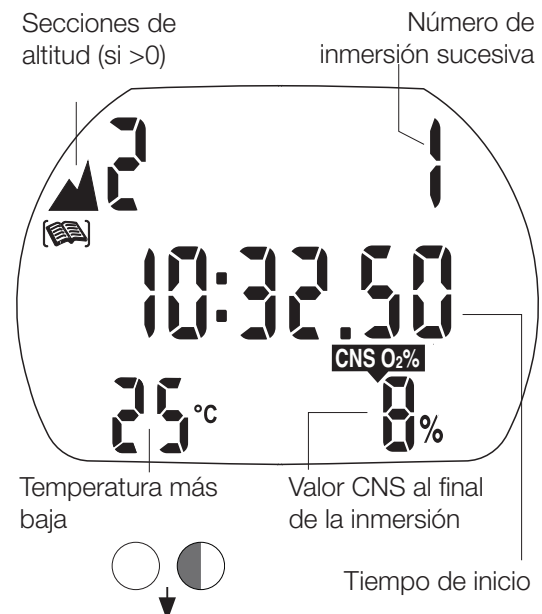 Secciones de
altitud (si >0)
Número de
inmersión sucesiva
2
1
10:32.50
CNS O₂%
25 °C
8 %
Temperatura más
baja
Valor CNS al final
de la inmersión
Tiempo de inicio